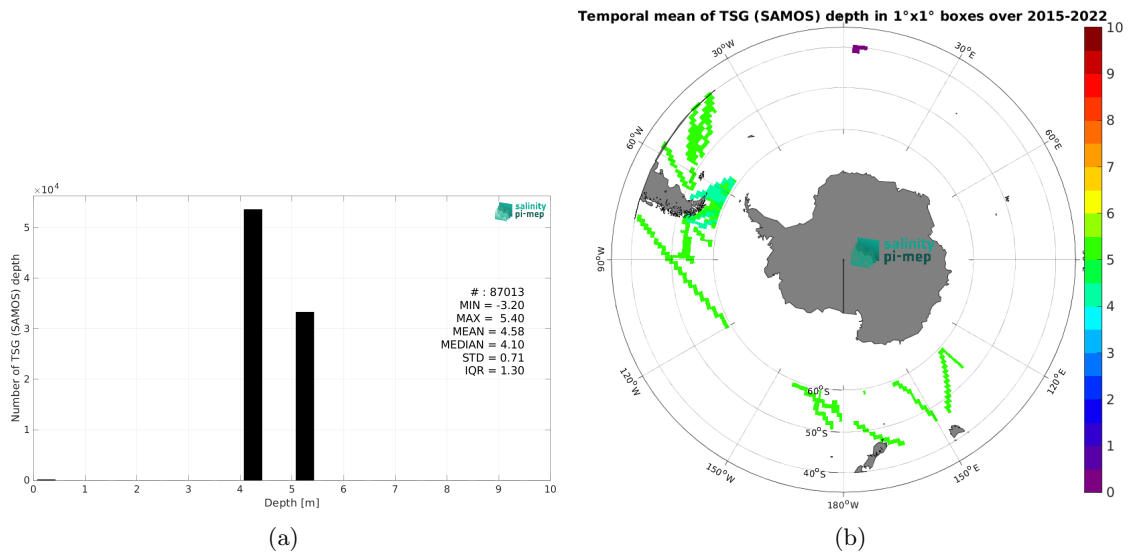 ×10⁴
5
4
3
2
1
0
Number of TSG (SAMOS) depth
0 1 2 3 4 5 6 7 8 9 10
Depth [m]
salinity
pi-mep
# : 87013
MIN = -3.20
MAX = 5.40
MEAN = 4.58
MEDIAN = 4.10
STD = 0.71
IQR = 1.30
(a)
Temporal mean of TSG (SAMOS) depth in 1°x1° boxes over 2015-2022
30°W
30°E
60°W
60°E
90°W
120°W
120°E
150°W
150°E
180°W
60°S
50°S
40°S
salinity
pi-mep
10
9
8
7
6
5
4
3
2
1
0
(b)